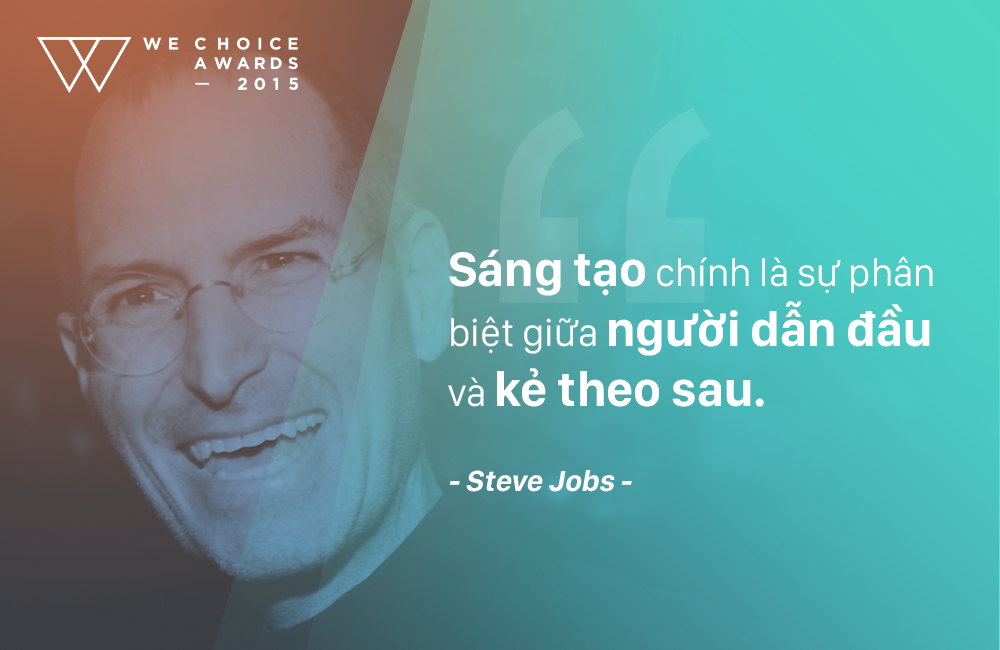 WE CHOICE
AWARDS
— 2015
Sáng tạo chính là sự phân
biệt giữa người dẫn đầu
và kẻ theo sau.
- Steve Jobs -